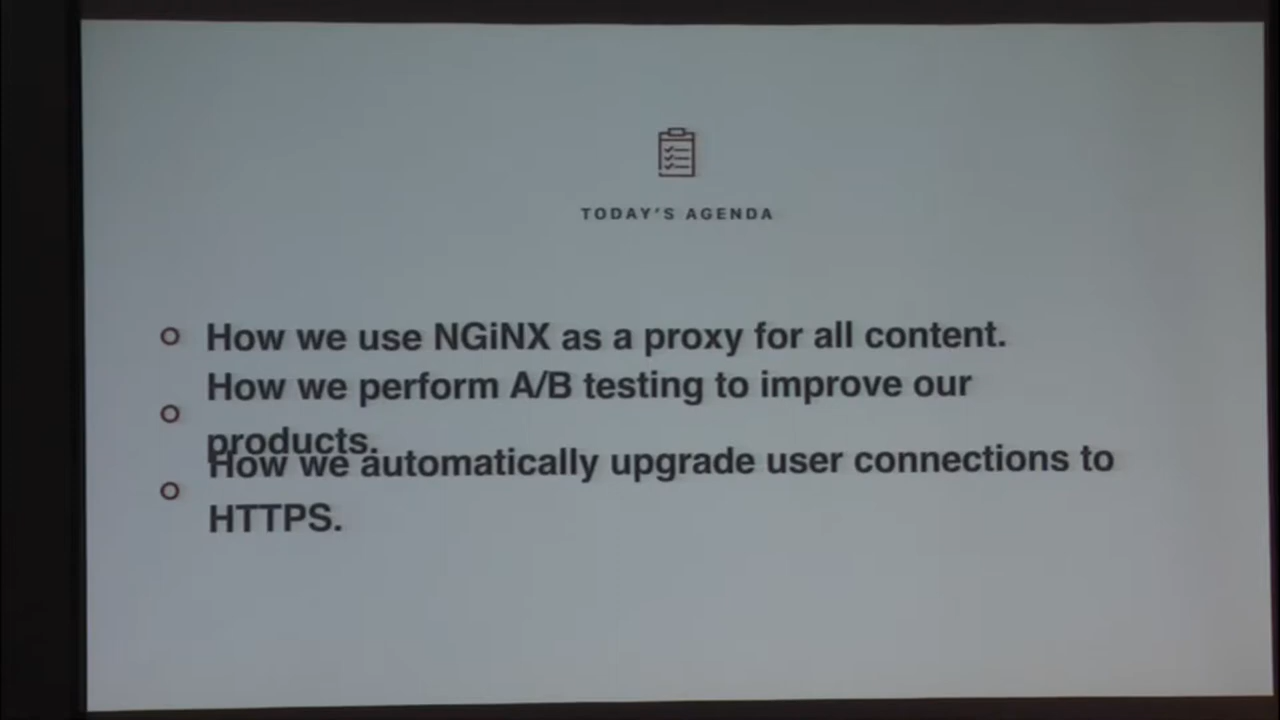 TODAY'S AGENDA
How we use NGiNX as a proxy for all content.
How we perform A/B testing to improve our
products.
How we automatically upgrade user connections to
HTTPS.